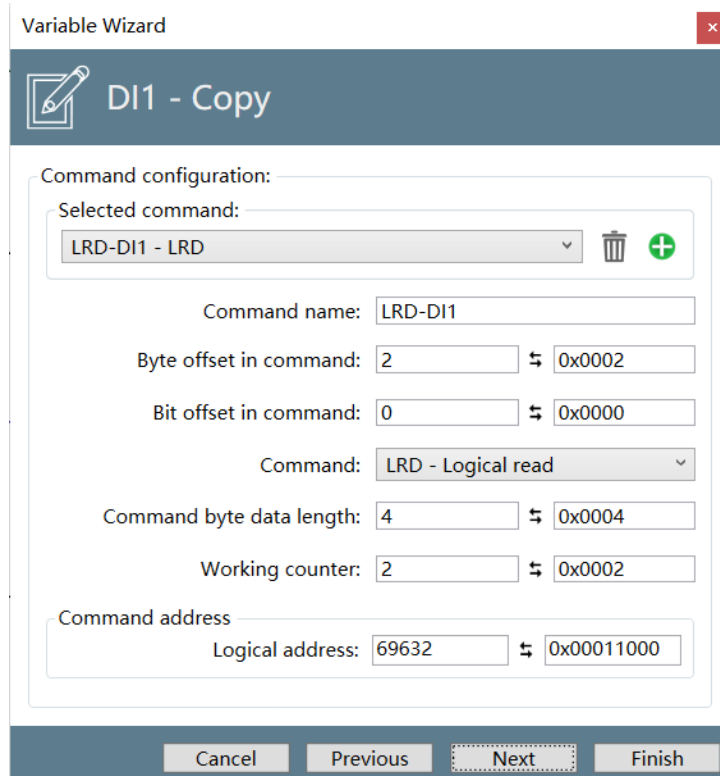 Variable Wizard
DI1 - Copy
Command configuration:
Selected command:
LRD-DI1 - LRD
Command name: LRD-DI1
Byte offset in command: 2 0x0002
Bit offset in command: 0 0x0000
Command: LRD - Logical read
Command byte data length: 4 0x0004
Working counter: 2 0x0002
Command address
Logical address: 69632 0x00011000
Cancel Previous Next Finish